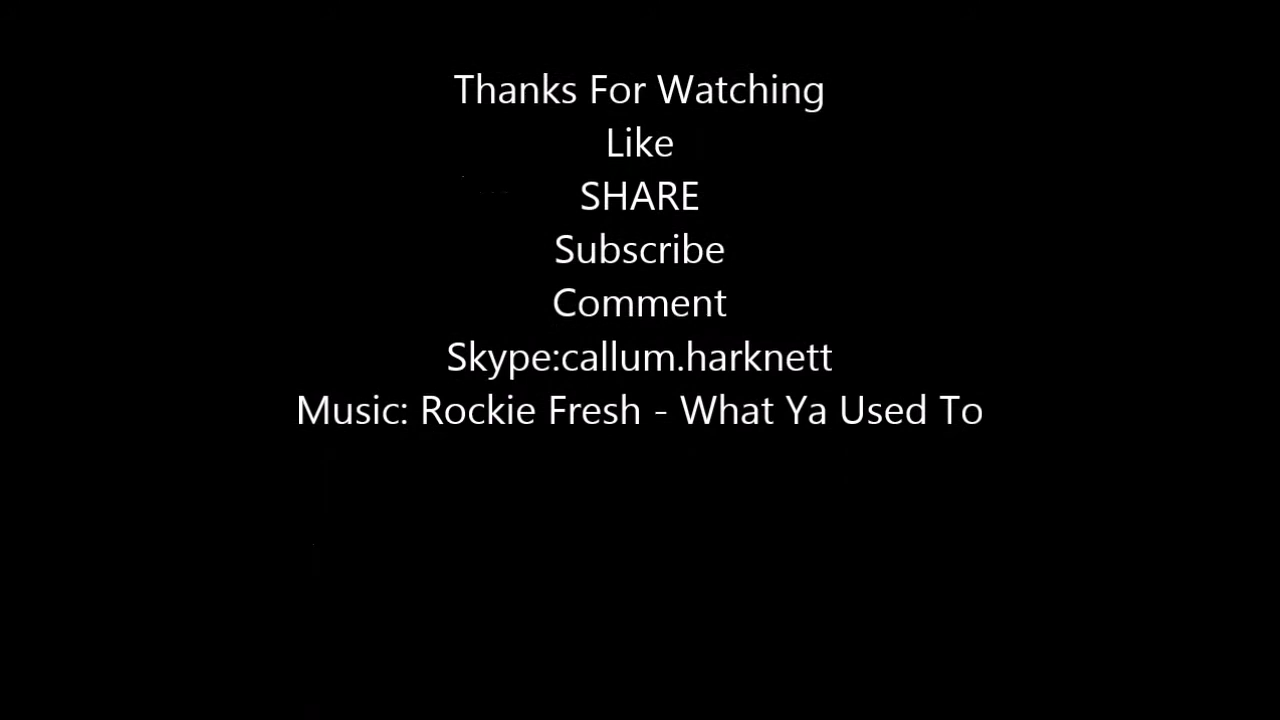 Thanks For Watching
Like
SHARE
Subscribe
Comment
Skype:callum.harknett
Music: Rockie Fresh - What Ya Used To